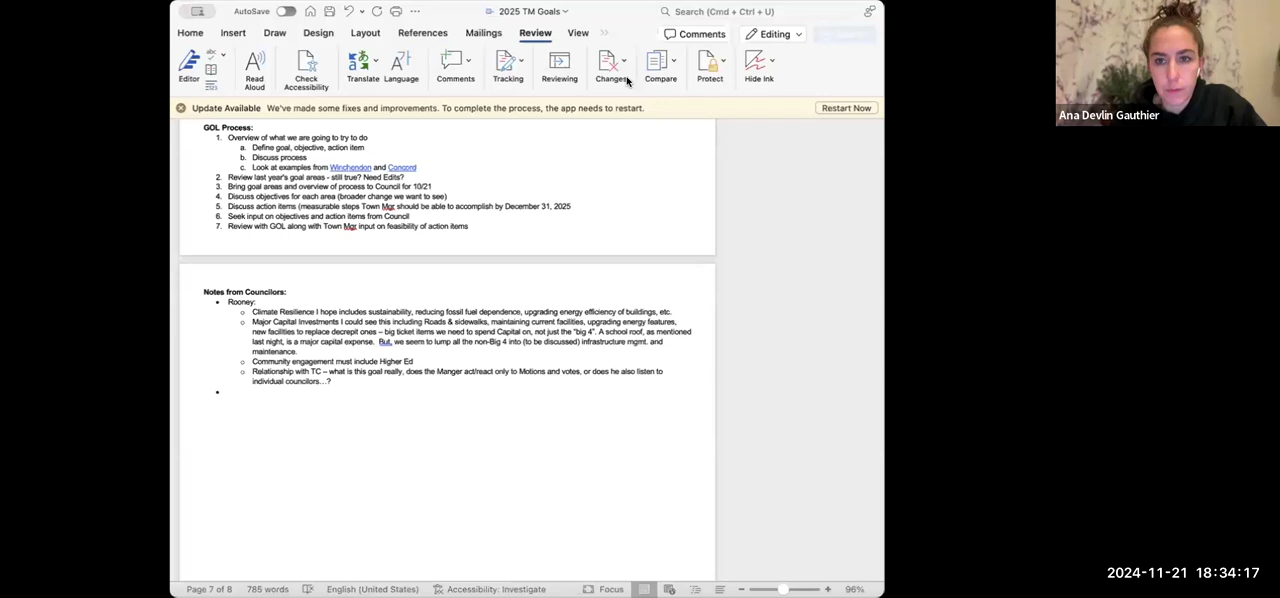 AutoSave
2025 TM Goals
Search (Cmd + Ctrl + U)
Home Insert Draw Design Layout References Mailings Review View
Comments Editing
Editor
Read Aloud
Check Accessibility
Translate
Language
Comments
Tracking
Reviewing
Changes
Compare
Protect
Hide Ink
Update Available We've made some fixes and improvements. To complete the process, the app needs to restart. Restart Now
GOL Process:
1. Overview of what we are going to try to do
a. Define goal, objective, action item
b. Discuss process
c. Look at examples from Winchendon and Concord
2. Review last year's goal areas - still true? Need Edits?
3. Bring goal areas and overview of process to Council for 10/21
4. Discuss objectives for each area (broader change we want to see)
5. Discuss action items (measurable steps Town Mgr should be able to accomplish by December 31, 2025
6. Seek input on objectives and action items from Council
7. Review with GOL along with Town Mgr input on feasibility of action items
Notes from Councilors:
• Rooney:
o Climate Resilience I hope includes sustainability, reducing fossil fuel dependence, upgrading energy efficiency of buildings, etc.
o Major Capital Investments I could see this including Roads & sidewalks, maintaining current facilities, upgrading energy features,
new facilities to replace decrepit ones – big ticket items we need to spend Capital on, not just the "big 4". A school roof, as mentioned
last night, is a major capital expense. But, we seem to lump all the non-Big 4 into (to be discussed) infrastructure mgmt. and
maintenance.
o Community engagement must include Higher Ed
o Relationship with TC – what is this goal really, does the Manger act/react only to Motions and votes, or does he also listen to
individual councilors…?
•
Page 7 of 8 785 words English (United States) Accessibility: Investigate Focus 96%
Ana Devlin Gauthier
2024-11-21 18:34:17